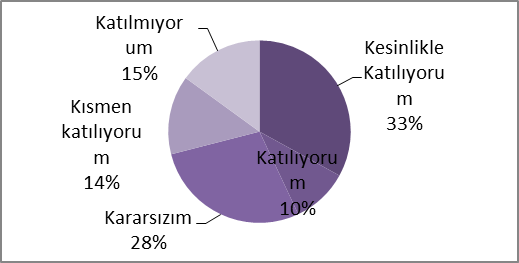 Katılmıyor
um
15%
Kesinlikle
Katılıyoru
m
33%
Kısmen
katılıyoru
m
14%
Katılıyoru
m
10%
Kararsızım
28%